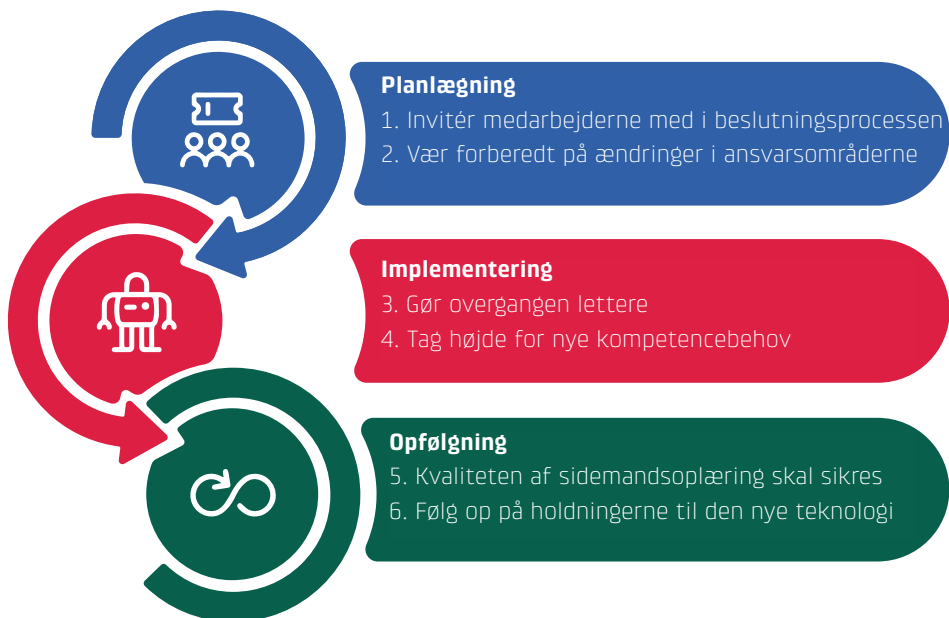 Planlægning
1. Invitér medarbejderne med i beslutningsprocessen
2. Vær forberedt på ændringer i ansvarsområderne
Implementering
3. Gør overgangen lettere
4. Tag højde for nye kompetencebehov
Opfølgning
5. Kvaliteten af sidemandsoplæring skal sikres
6. Følg op på holdningerne til den nye teknologi